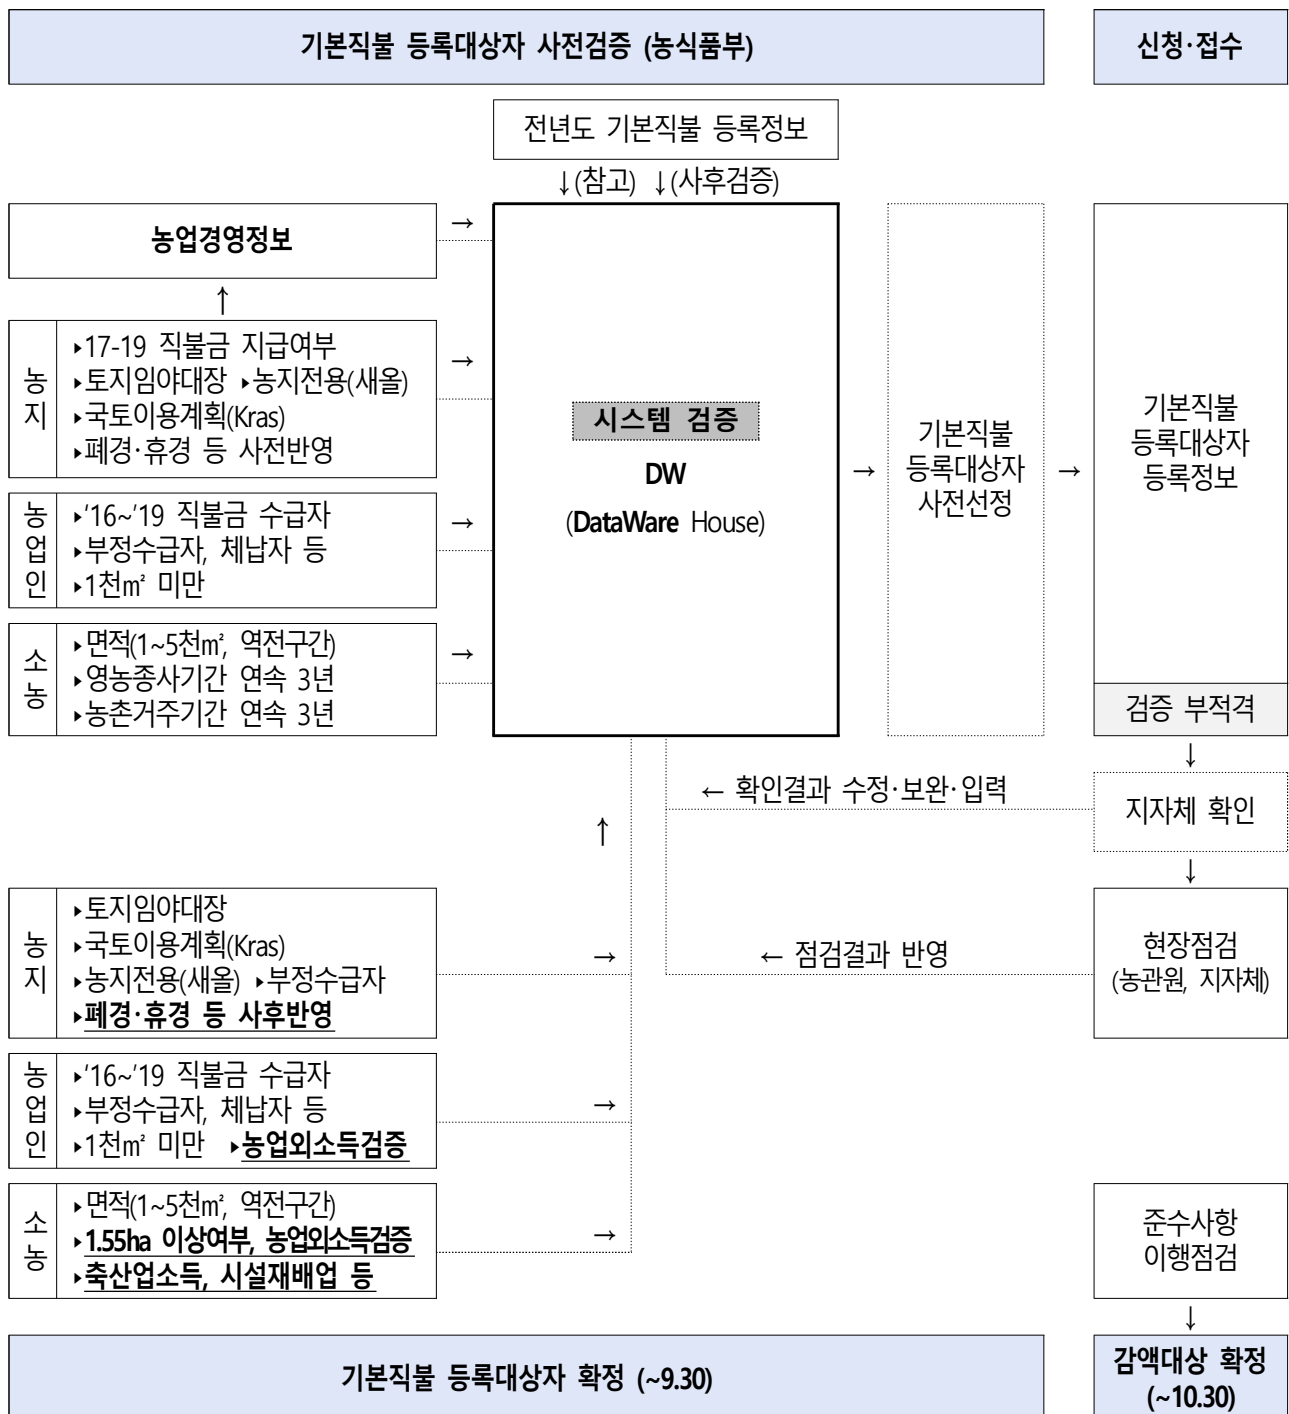 기본직불 등록대상자 사전검증 (농식품부)
신청·접수
전년도 기본직불 등록정보
↓(참고) ↓(사후검증)
농업경영정보
→
↑
농지
▸17-19 직불금 지급여부
▸토지임야대장 ▸농지전용(새올)
▸국토이용계획(Kras)
▸폐경·휴경 등 사전반영
→
농업인
▸'16~'19 직불금 수급자
▸부정수급자, 체납자 등
▸1천㎡ 미만
→
소농
▸면적(1~5천㎡, 역전구간)
▸영농종사기간 연속 3년
▸농촌거주기간 연속 3년
→
시스템 검증
DW
(DataWare House)
→
기본직불
등록대상자
사전선정
→
기본직불
등록대상자
등록정보
검증 부적격
↓
← 확인결과 수정·보완·입력
지자체 확인
↑
↓
농지
▸토지임야대장
▸국토이용계획(Kras)
▸농지전용(새올) ▸부정수급자
▸폐경·휴경 등 사후반영
→
← 점검결과 반영
현장점검
(농관원, 지자체)
농업인
▸'16~'19 직불금 수급자
▸부정수급자, 체납자 등
▸1천㎡ 미만 ▸농업외소득검증
→
소농
▸면적(1~5천㎡, 역전구간)
▸1.55ha 이상여부, 농업외소득검증
▸축산업소득, 시설재배업 등
→
준수사항
이행점검
↓
기본직불 등록대상자 확정 (~9.30)
감액대상 확정
(~10.30)